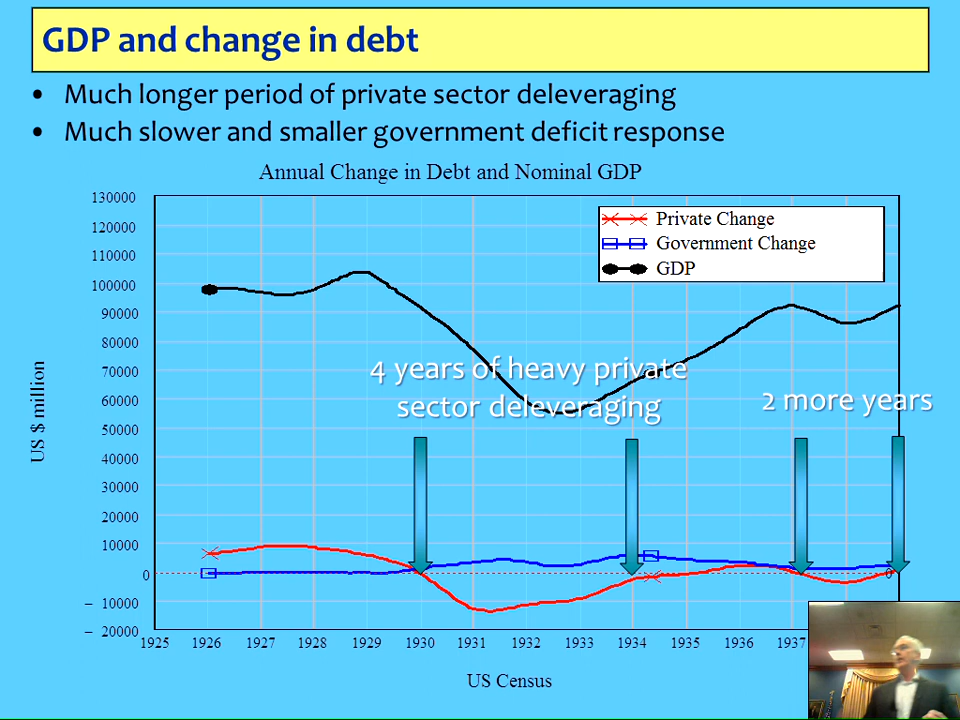 GDP and change in debt
• Much longer period of private sector deleveraging
• Much slower and smaller government deficit response
Annual Change in Debt and Nominal GDP
130000
120000
110000
100000
90000
80000
70000
60000
50000
40000
30000
20000
10000
0
– 10000
– 20000
US $ million
Private Change
Government Change
GDP
4 years of heavy private
sector deleveraging
2 more years
0
1925 1926 1927 1928 1929 1930 1931 1932 1933 1934 1935 1936 1937
US Census